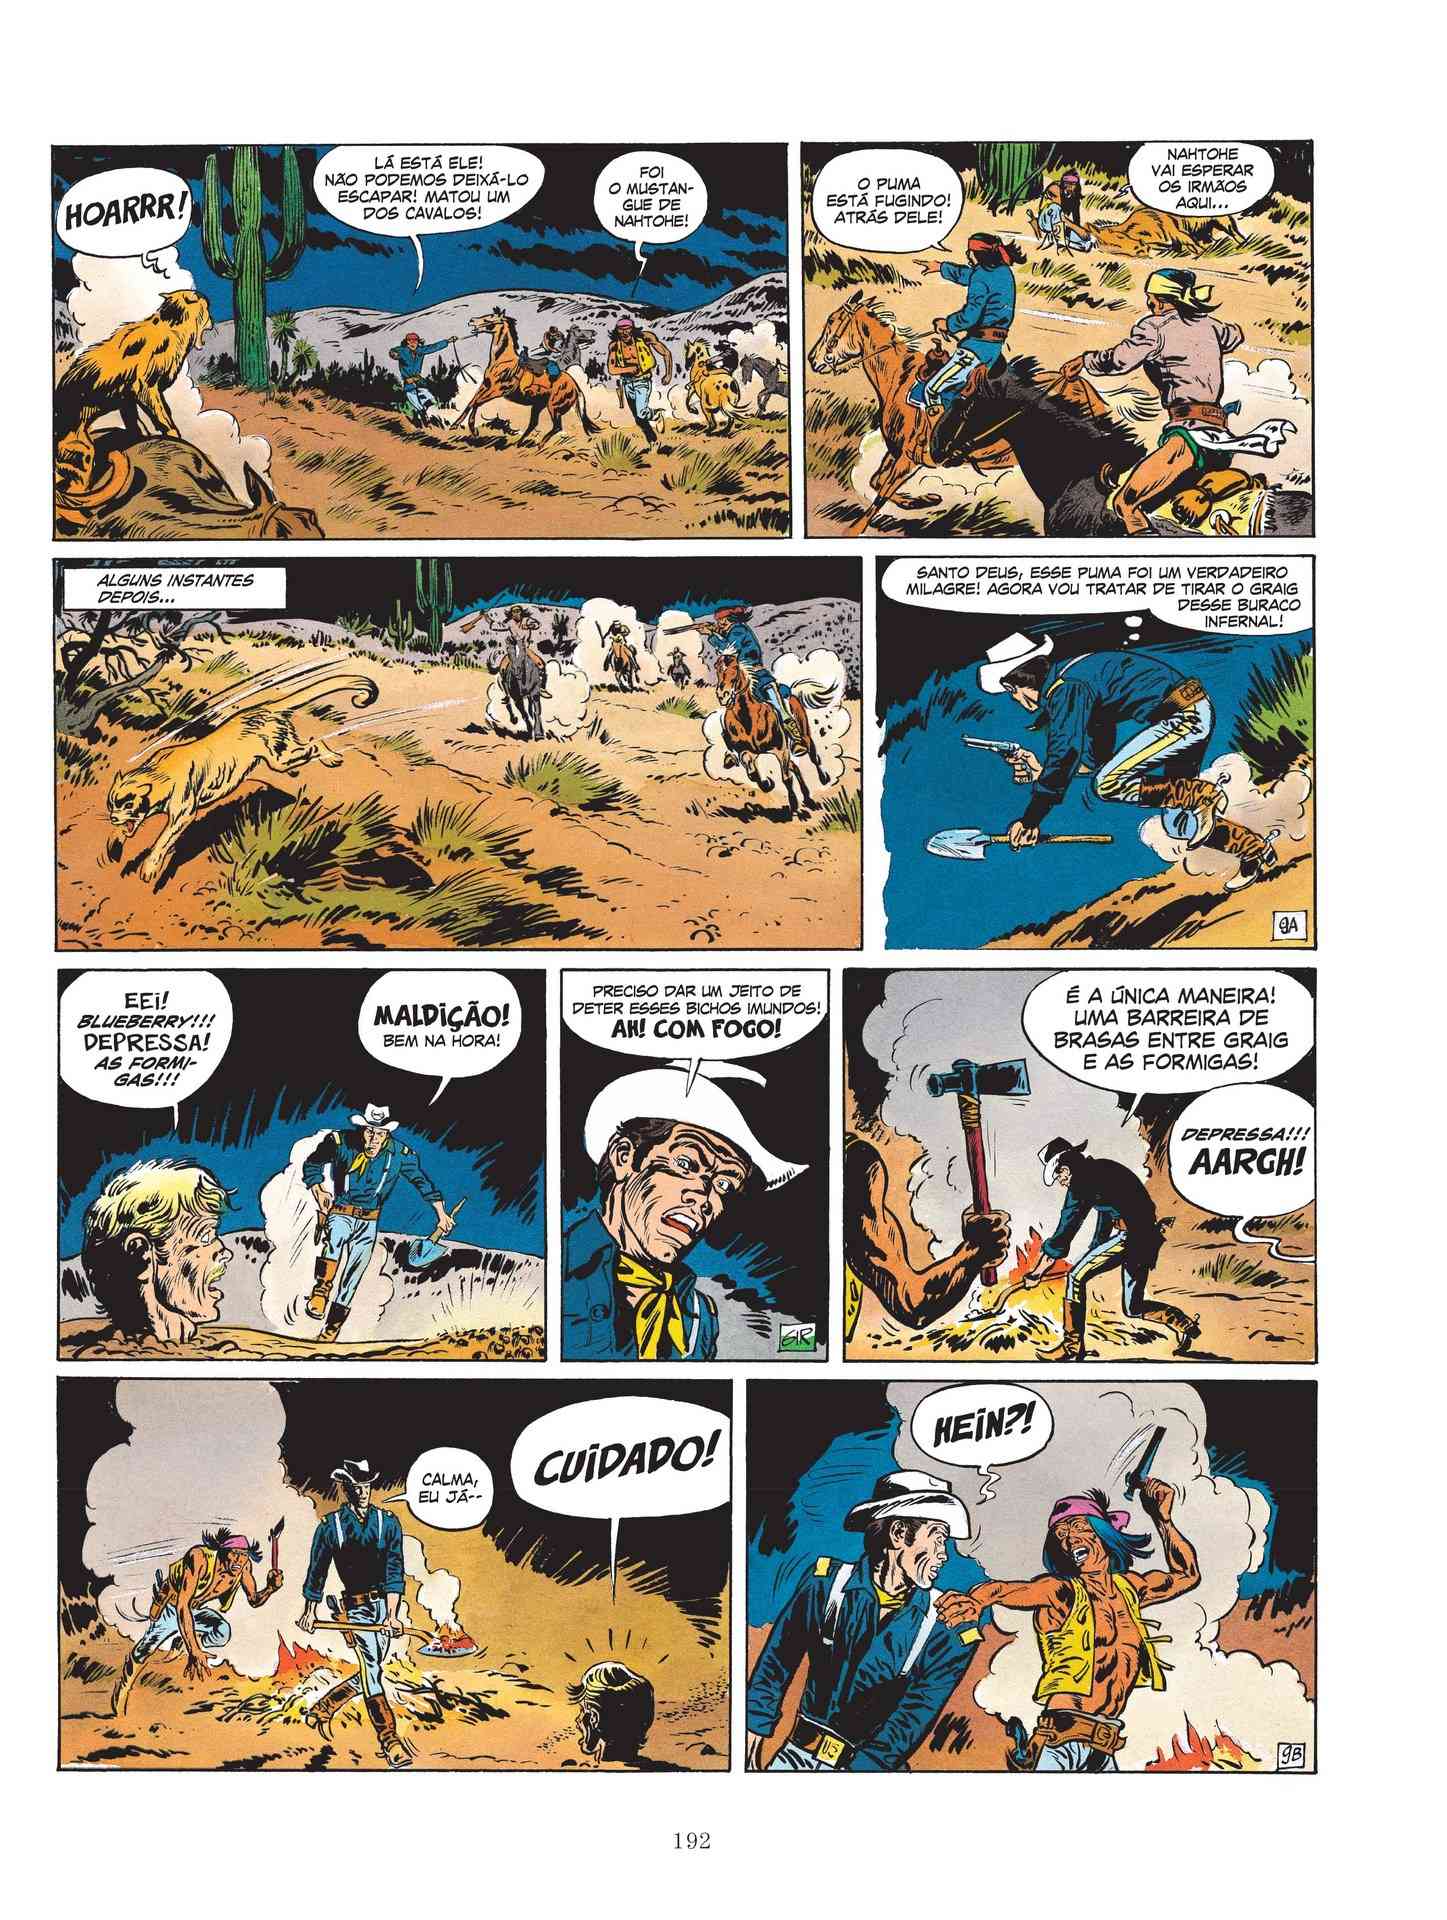 HOARRR!
LÁ ESTÁ ELE!
NÃO PODEMOS DEIXÁ-LO
ESCAPAR! MATOU UM
DOS CAVALOS!
FOI
O MUSTAN-
GUE DE
NAHTOHE!
O PUMA
ESTÁ FUGINDO!
ATRÁS DELE!
NAHTOHE
VAI ESPERAR
OS IRMÃOS
AQUI...
ALGUNS INSTANTES
DEPOIS...
SANTO DEUS, ESSE PUMA FOI UM VERDADEIRO
MILAGRE! AGORA VOU TRATAR DE TIRAR O GRAIG
DESSE BURACO
INFERNAL!
9A
EEI!
BLUEBERRY!!!
DEPRESSA!
AS FORMI-
GAS!!!
MALDIÇÃO!
BEM NA HORA!
PRECISO DAR UM JEITO DE
DETER ESSES BICHOS IMUNDOS!
AH! COM FOGO!
GIR
É A ÚNICA MANEIRA!
UMA BARREIRA DE
BRASAS ENTRE GRAIG
E AS FORMIGAS!
DEPRESSA!!!
AARGH!
CALMA,
EU JÁ--
CUIDADO!
HEIN?!
US
9B
192